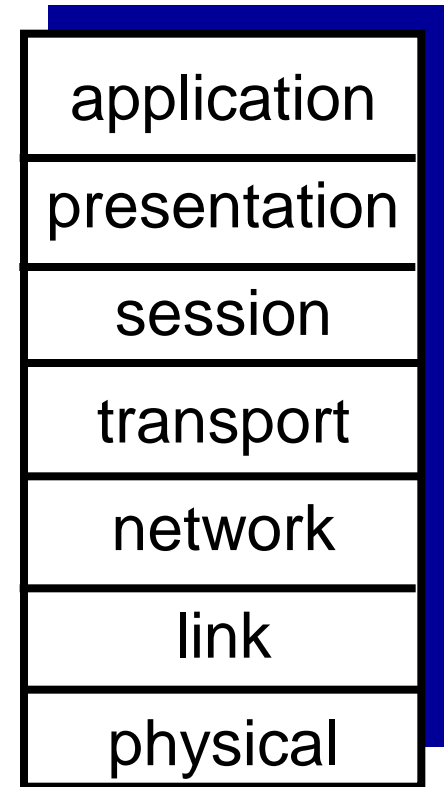 application
presentation
session
transport
network
link
physical